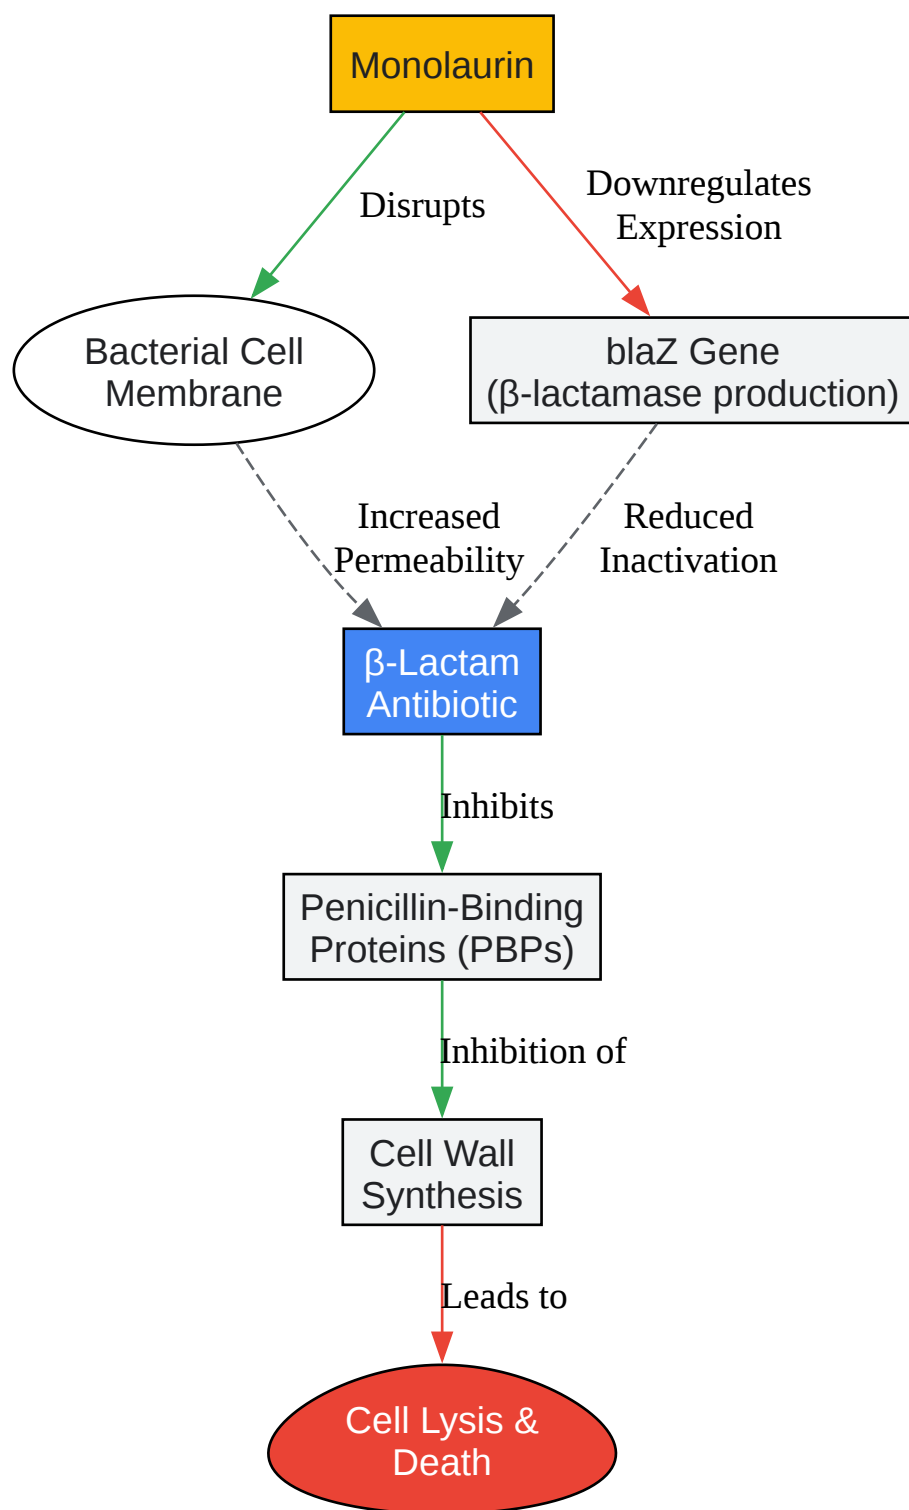 Monolaurin
Disrupts
Downregulates
Expression
Bacterial Cell
Membrane
blaZ Gene
(β-lactamase production)
Increased
Permeability
Reduced
Inactivation
β-Lactam
Antibiotic
Inhibits
Penicillin-Binding
Proteins (PBPs)
Inhibition of
Cell Wall
Synthesis
Leads to
Cell Lysis &
Death